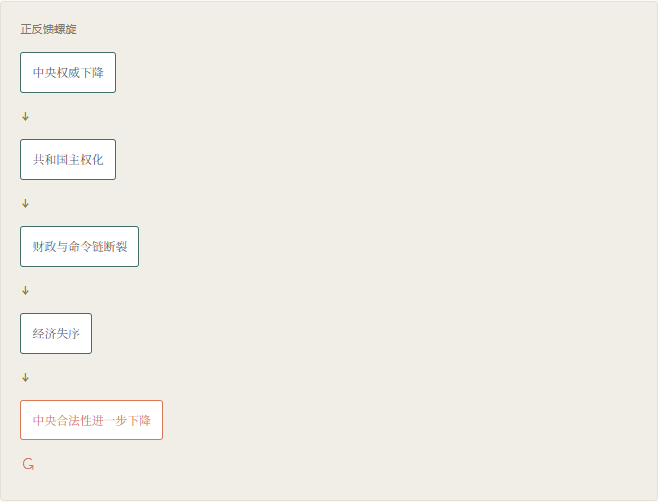 正反馈螺旋
中央权威下降
↓
共和国主权化
↓
财政与命令链断裂
↓
经济失序
↓
中央合法性进一步下降